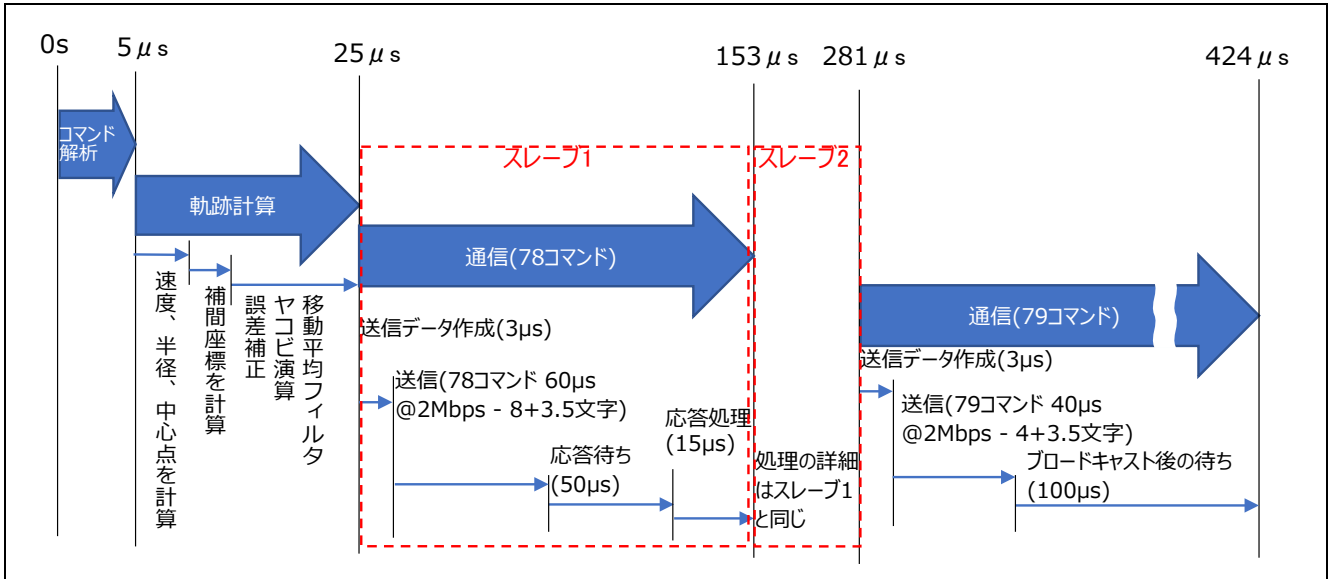 0s
5μs
25μs
153μs
281μs
424μs
コマンド
解析
スレーブ1
スレーブ2
軌跡計算
通信(78コマンド)
通信(79コマンド)
速度、半径、中心点を計算
補間座標を計算
移動平均フィルタ
ヤコビ演算
誤差補正
送信データ作成(3μs)
送信(78コマンド 60μs
@2Mbps - 8+3.5文字)
応答待ち
(50μs)
応答処理
(15μs)
処理の詳細
はスレーブ1
と同じ
送信データ作成(3μs)
送信(79コマンド 40μs
@2Mbps - 4+3.5文字)
ブロードキャスト後の待ち
(100μs)